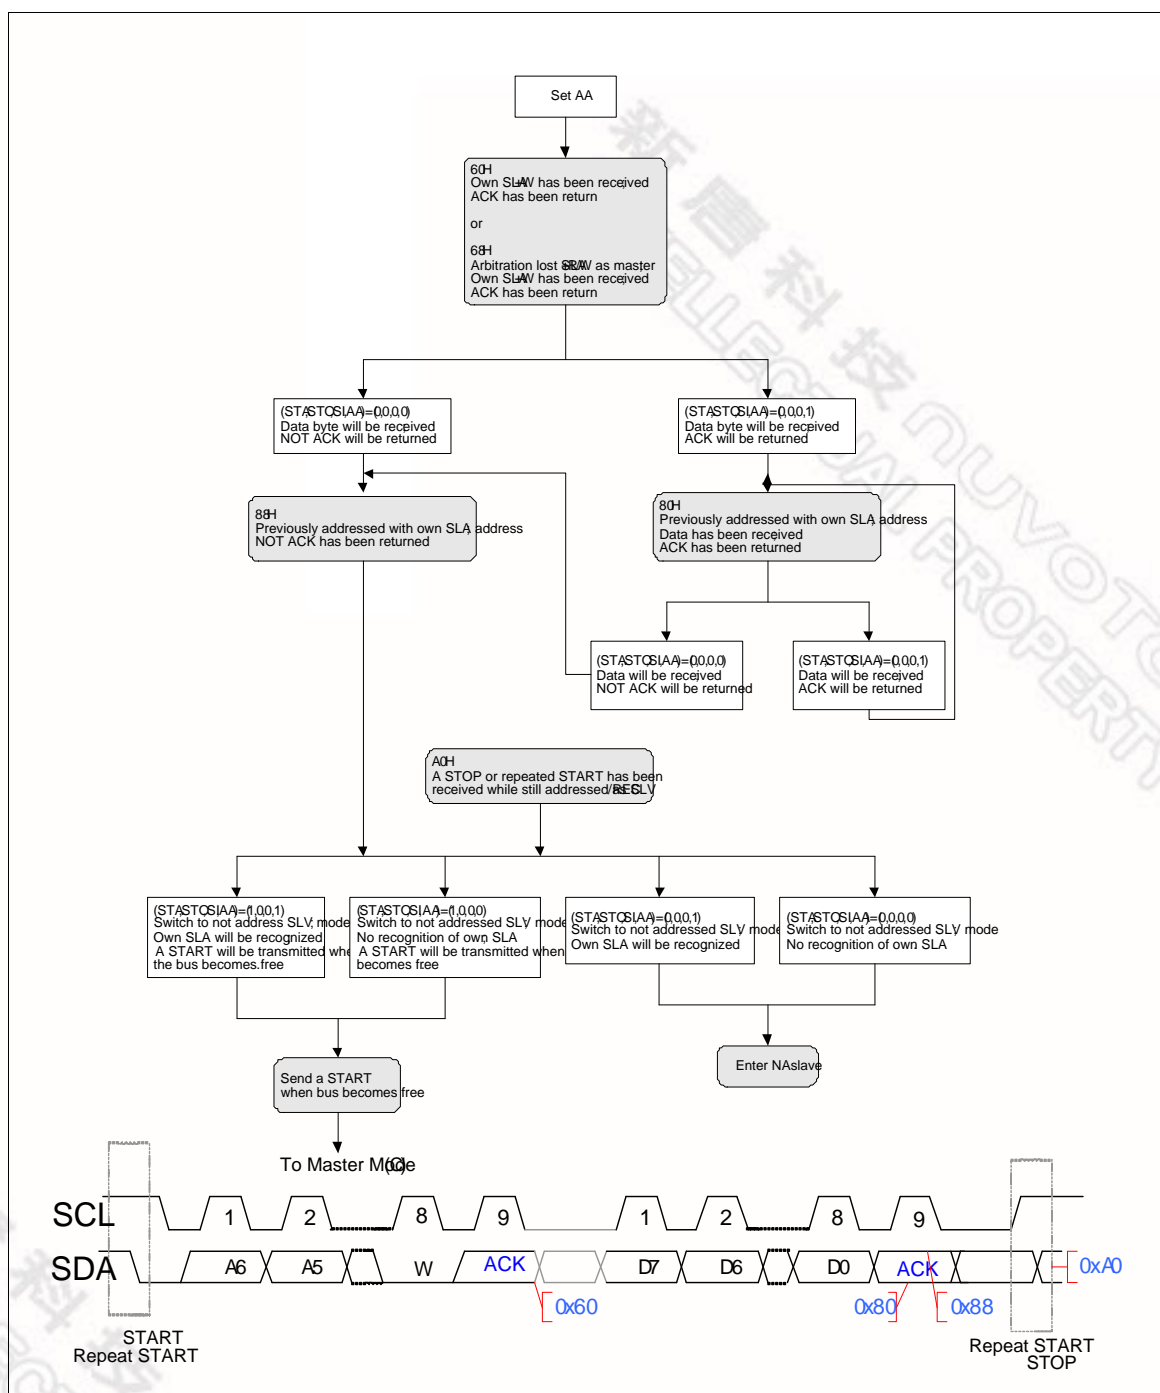 Set AA
60H
Own SLA+W has been received
ACK has been return
or
68H
Arbitration lost SLA+R/W as master
Own SLA+W has been received
ACK has been return
(STA,STO,SI,AA)=(0,0,0,0)
Data byte will be received
NOT ACK will be returned
(STA,STO,SI,AA)=(0,0,0,1)
Data byte will be received
ACK will be returned
88H
Previously addressed with own SLA address
NOT ACK has been returned
80H
Previously addressed with own SLA address
Data has been received
ACK has been returned
(STA,STO,SI,AA)=(0,0,0,0)
Data will be received
NOT ACK will be returned
(STA,STO,SI,AA)=(0,0,0,1)
Data will be received
ACK will be returned
A0H
A STOP or repeated START has been
received while still addressed as SLV/REC
(STA,STO,SI,AA)=(1,0,0,1)
Switch to not address SLV mode
Own SLA will be recognized
A START will be transmitted when
the bus becomes free
(STA,STO,SI,AA)=(1,0,0,0)
Switch to not addressed SLV mode
No recognition of own SLA
A START will be transmitted when
becomes free
(STA,STO,SI,AA)=(0,0,0,1)
Switch to not addressed SLV mode
Own SLA will be recognized
(STA,STO,SI,AA)=(0,0,0,0)
Switch to not addressed SLV mode
No recognition of own SLA
Send a START
when bus becomes free
Enter NAslave
To Master Mode (C)
SCL 1 2 8 9 1 2 8 9
SDA A6 A5 W ACK D7 D6 D0 ACK
0x60
0x80
0x88
0xA0
START
Repeat START
Repeat START
STOP
新唐科技 nuvoTo
ELLECTUAL PROPERTY
科技